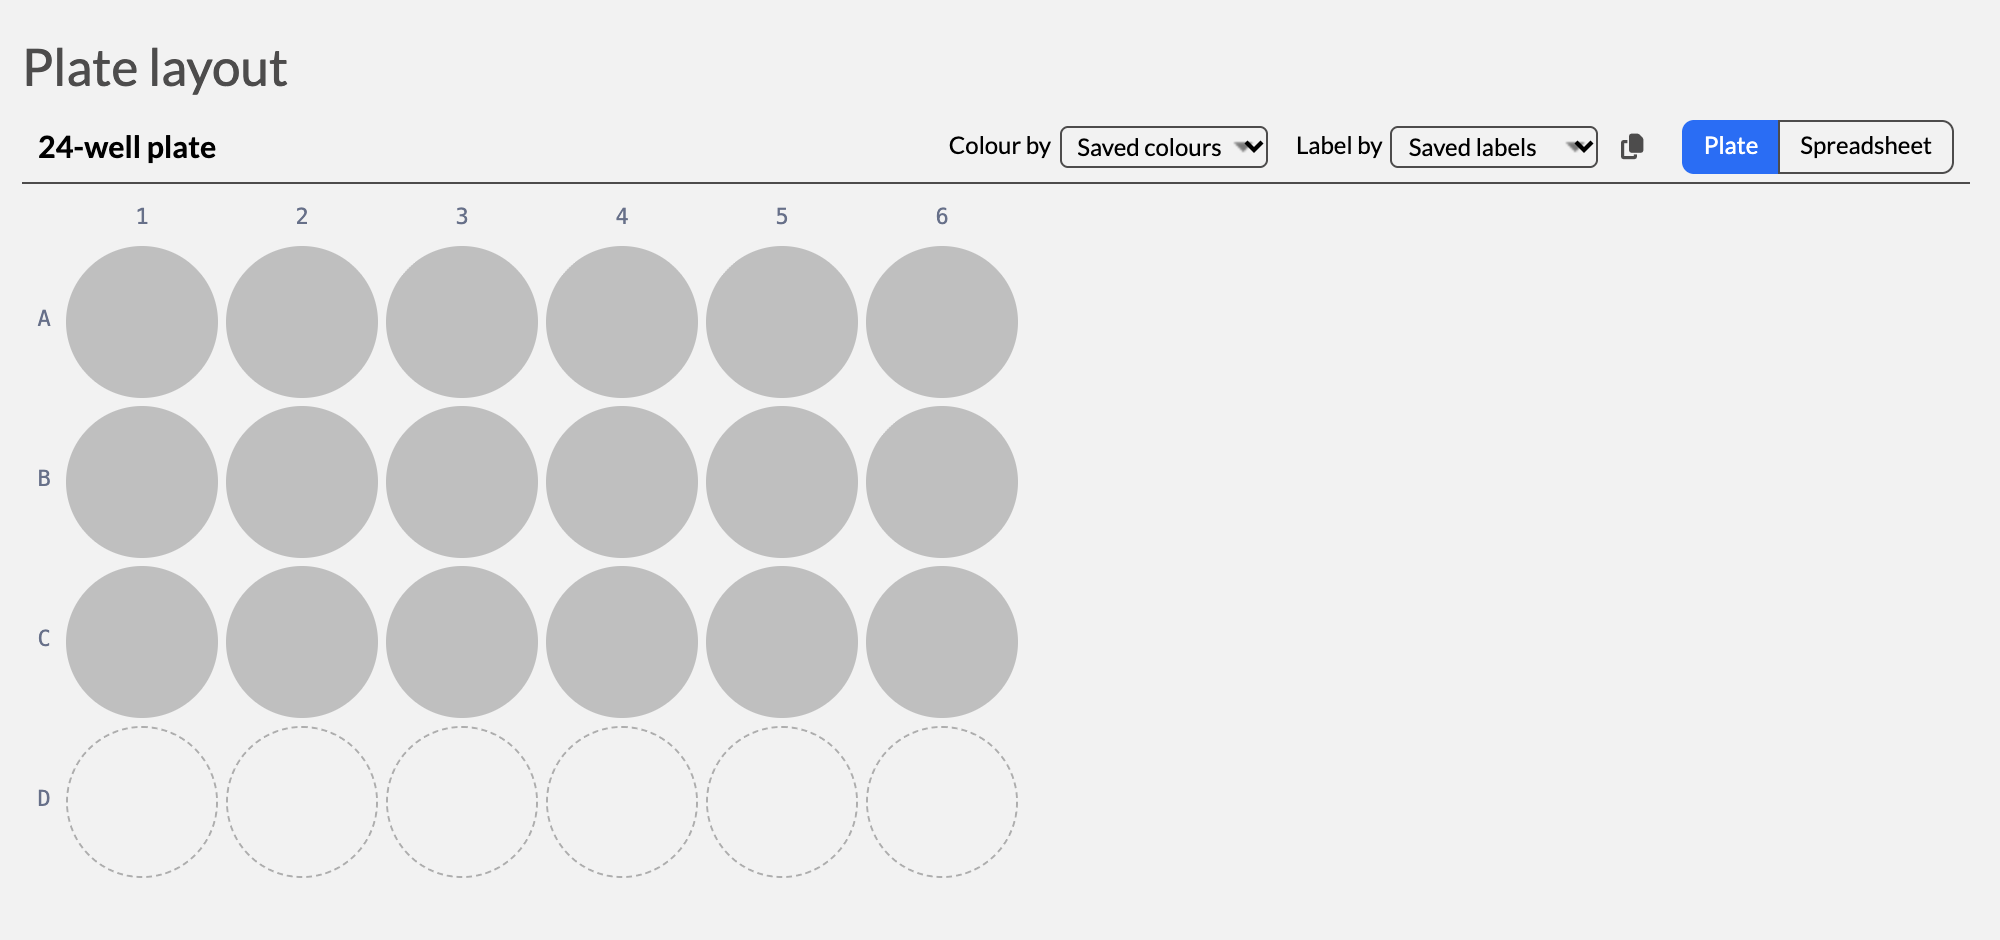 Plate layout
24-well plate Colour by Saved colours Label by Saved labels Plate Spreadsheet
1 2 3 4 5 6
A
B
C
D